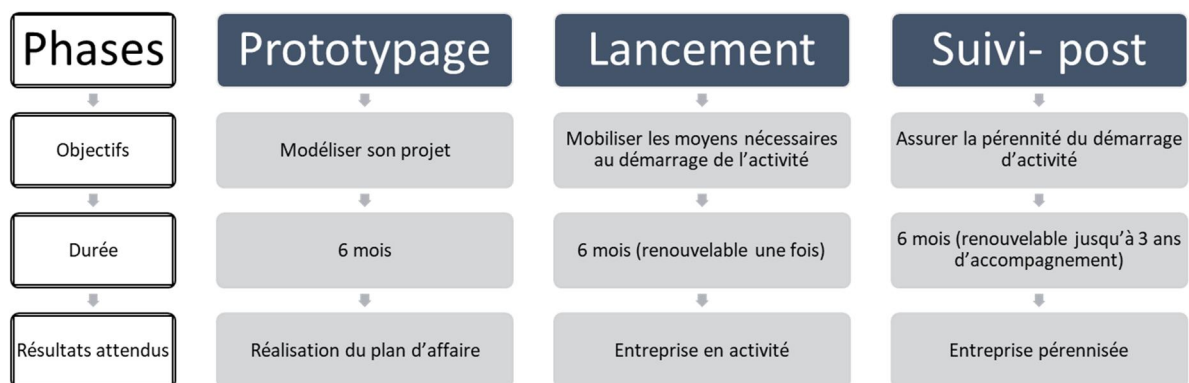 Phases
Prototypage
Lancement
Suivi- post
Objectifs
Modéliser son projet
Mobiliser les moyens nécessaires
au démarrage de l’activité
Assurer la pérennité du démarrage
d’activité
Durée
6 mois
6 mois (renouvelable une fois)
6 mois (renouvelable jusqu’à 3 ans
d’accompagnement)
Résultats attendus
Réalisation du plan d’affaire
Entreprise en activité
Entreprise pérennisée